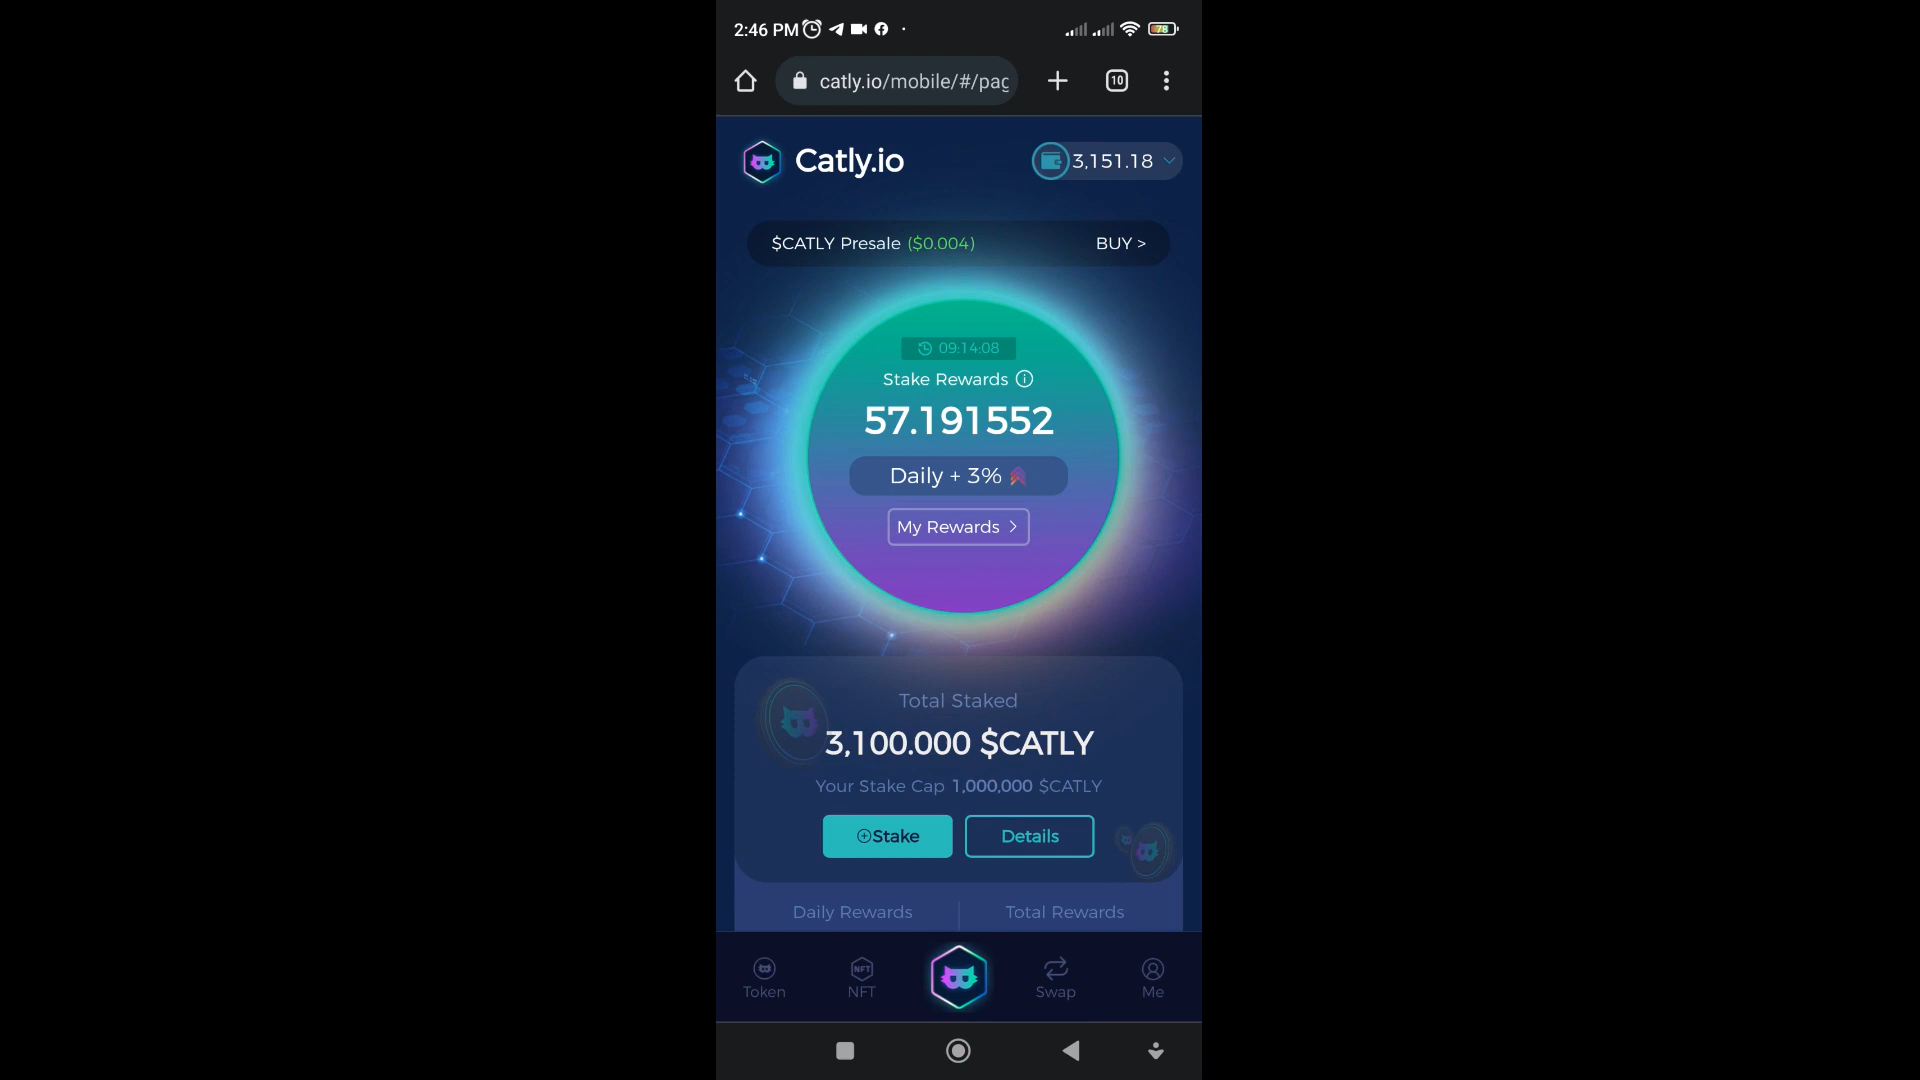 2:46 PM
78
catly.io/mobile/#/pag
10
Catly.io
3,151.18
$CATLY Presale ($0.004)
BUY >
09:14:08
Stake Rewards
57.191552
Daily + 3%
My Rewards >
Total Staked
3,100.000 $CATLY
Your Stake Cap 1,000,000 $CATLY
Stake
Details
Daily Rewards
Total Rewards
NFT
Token
NFT
Swap
Me